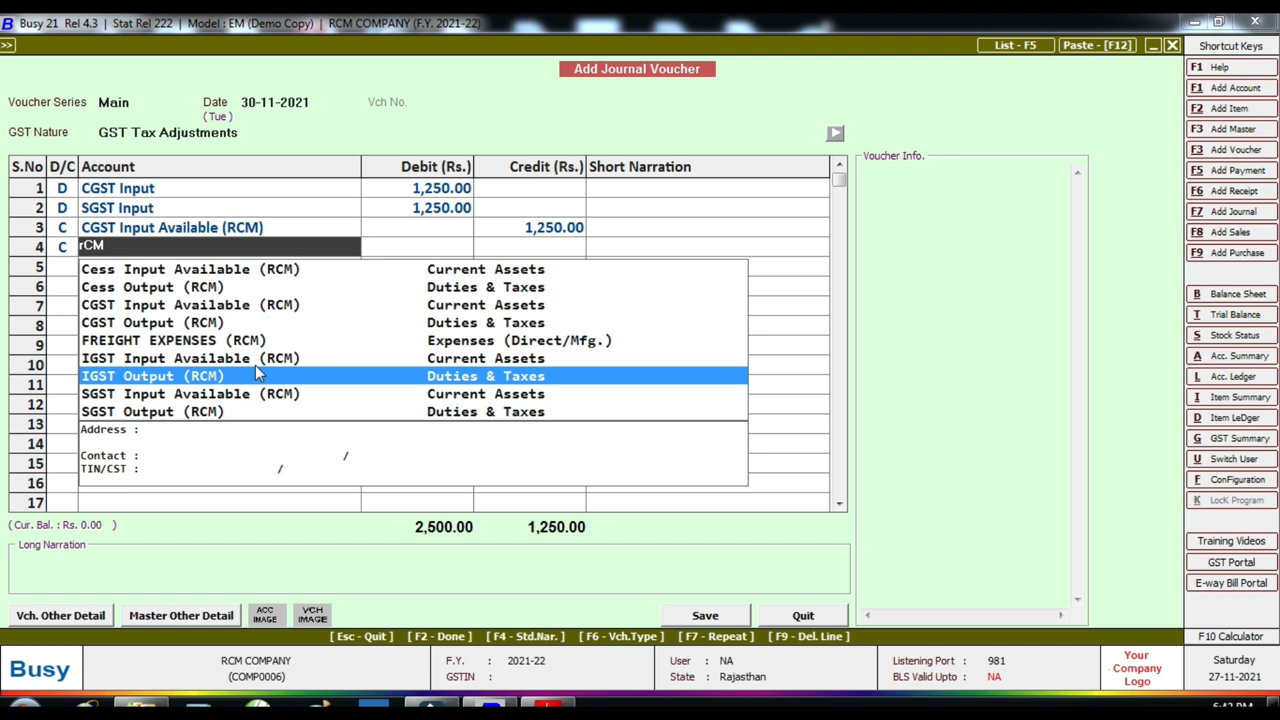 Busy 21 Rel 4.3 | Stat Rel 222 | Model : EM (Demo Copy) | RCM COMPANY (F.Y. 2021-22)
>> List - F5 Paste - [F12]
Add Journal Voucher
Voucher Series Main Date 30-11-2021 Vch No.
(Tue)
GST Nature GST Tax Adjustments
S.No D/C Account Debit (Rs.) Credit (Rs.) Short Narration
1 D CGST Input 1,250.00
2 D SGST Input 1,250.00
3 C CGST Input Available (RCM) 1,250.00
4 C rCM
5 Cess Input Available (RCM) Current Assets
6 Cess Output (RCM) Duties & Taxes
7 CGST Input Available (RCM) Current Assets
8 CGST Output (RCM) Duties & Taxes
9 FREIGHT EXPENSES (RCM) Expenses (Direct/Mfg.)
10 IGST Input Available (RCM) Current Assets
11 IGST Output (RCM) Duties & Taxes
12 SGST Input Available (RCM) Current Assets
13 SGST Output (RCM) Duties & Taxes
14 Address :
15 Contact : /
16 TIN/CST : /
17
( Cur. Bal. : Rs. 0.00 ) 2,500.00 1,250.00
Long Narration
Vch. Other Detail Master Other Detail ACC IMAGE VCH IMAGE Save Quit
[ Esc - Quit ] [ F2 - Done ] [ F4 - Std.Nar. ] [ F6 - Vch.Type ] [ F7 - Repeat ] [ F9 - Del. Line ]
Voucher Info.
Shortcut Keys
F1 Help
F1 Add Account
F2 Add Item
F3 Add Master
F3 Add Voucher
F5 Add Payment
F6 Add Receipt
F7 Add Journal
F8 Add Sales
F9 Add Purchase
B Balance Sheet
T Trial Balance
S Stock Status
A Acc. Summary
L Acc. Ledger
I Item Summary
D Item LeDger
G GST Summary
U Switch User
F ConFiguration
K LocK Program
Training Videos
GST Portal
E-way Bill Portal
F10 Calculator
Busy
RCM COMPANY
(COMP0006)
F.Y. : 2021-22
GSTIN :
User : NA
State : Rajasthan
Listening Port : 981
BLS Valid Upto : NA
Your
Company
Logo
Saturday
27-11-2021